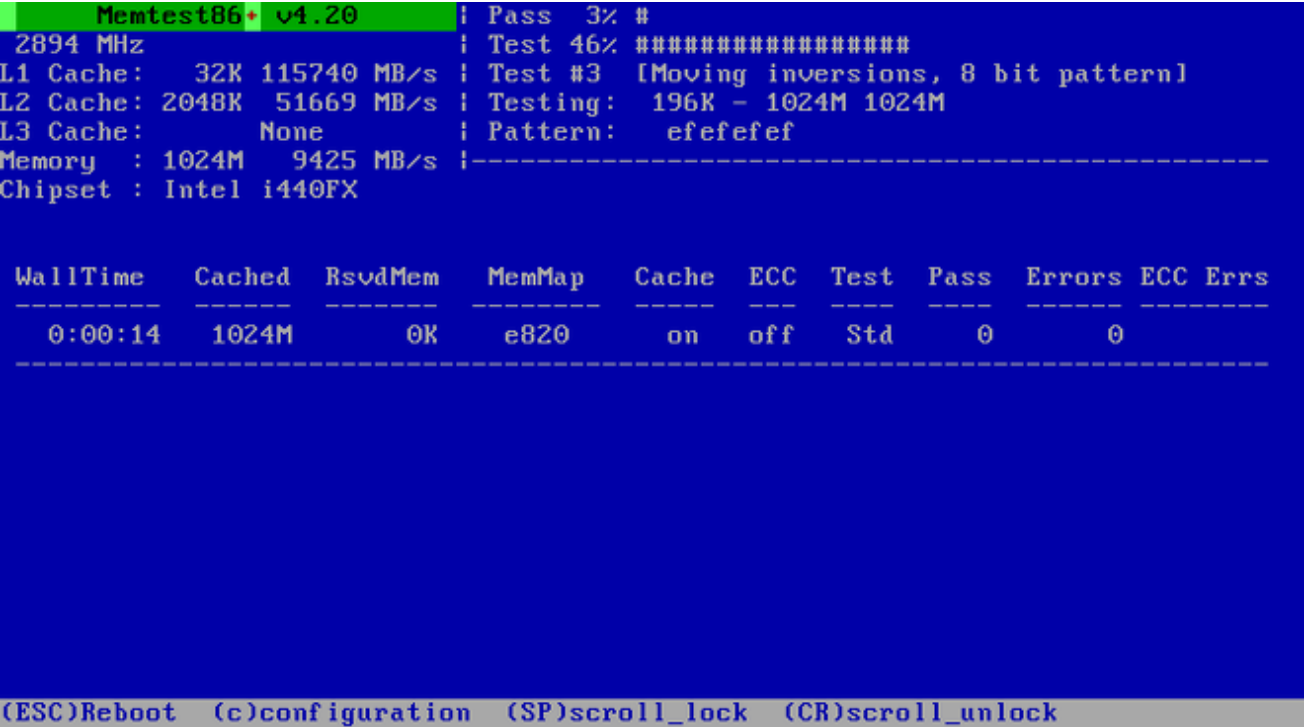 Memtest86+ v4.20 | Pass 3% #
2894 MHz | Test 46% #################
L1 Cache: 32K 115740 MB/s | Test #3 [Moving inversions, 8 bit pattern]
L2 Cache: 2048K 51669 MB/s | Testing: 196K - 1024M 1024M
L3 Cache: None | Pattern: efefefef
Memory : 1024M 9425 MB/s |-------------------------------------------------
Chipset : Intel i440FX
WallTime Cached RsvdMem MemMap Cache ECC Test Pass Errors ECC Errs
--------- ------ ------- -------- ----- --- ---- ---- ------ --------
0:00:14 1024M 0K e820 on off Std 0 0
-----------------------------------------------------------------------------
(ESC)Reboot (c)configuration (SP)scroll_lock (CR)scroll_unlock